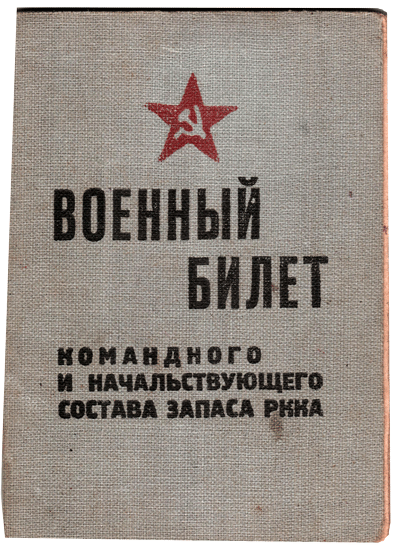 ВОЕННЫЙ
БИЛЕТ
КОМАНДНОГО
И НАЧАЛЬСТВУЮЩЕГО
СОСТАВА ЗАПАСА РККА